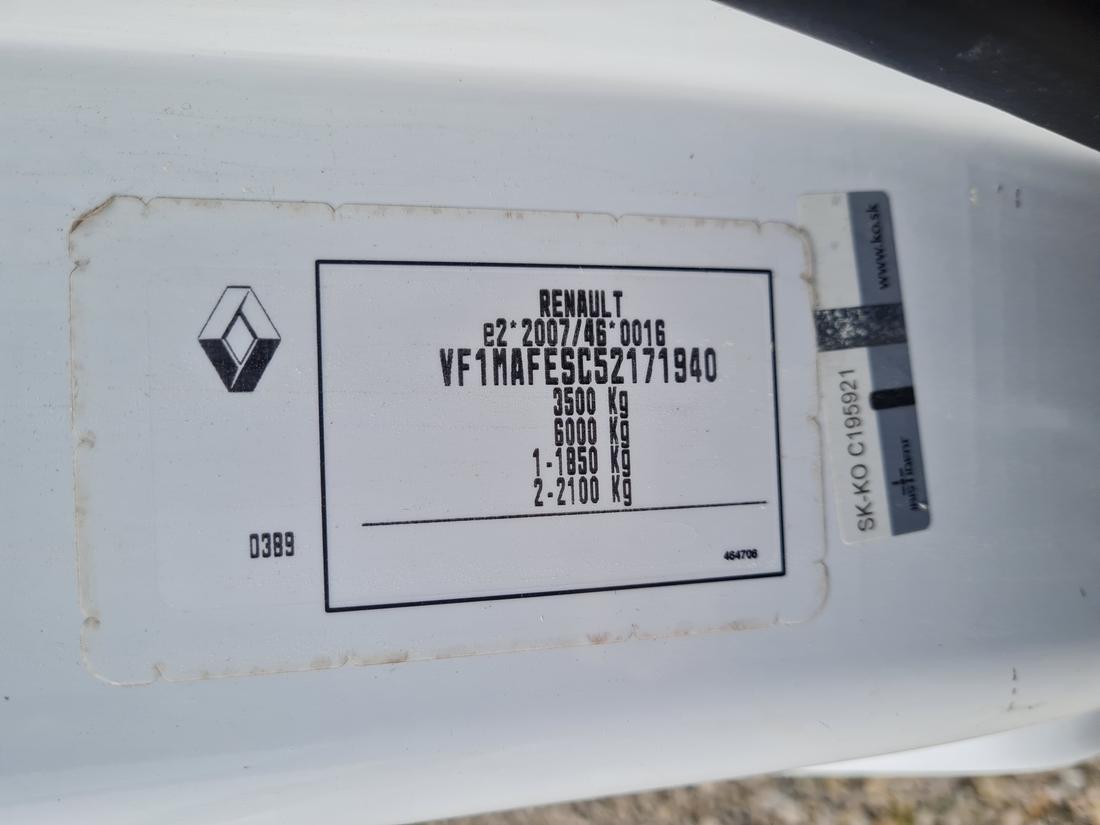 RENAULT
e2*2007/46*0016
VF1MAFESC52171940
3500 Kg
6000 Kg
1-1850 Kg
2-2100 Kg
0389
464706
www.ko.sk
SK-KO C195921